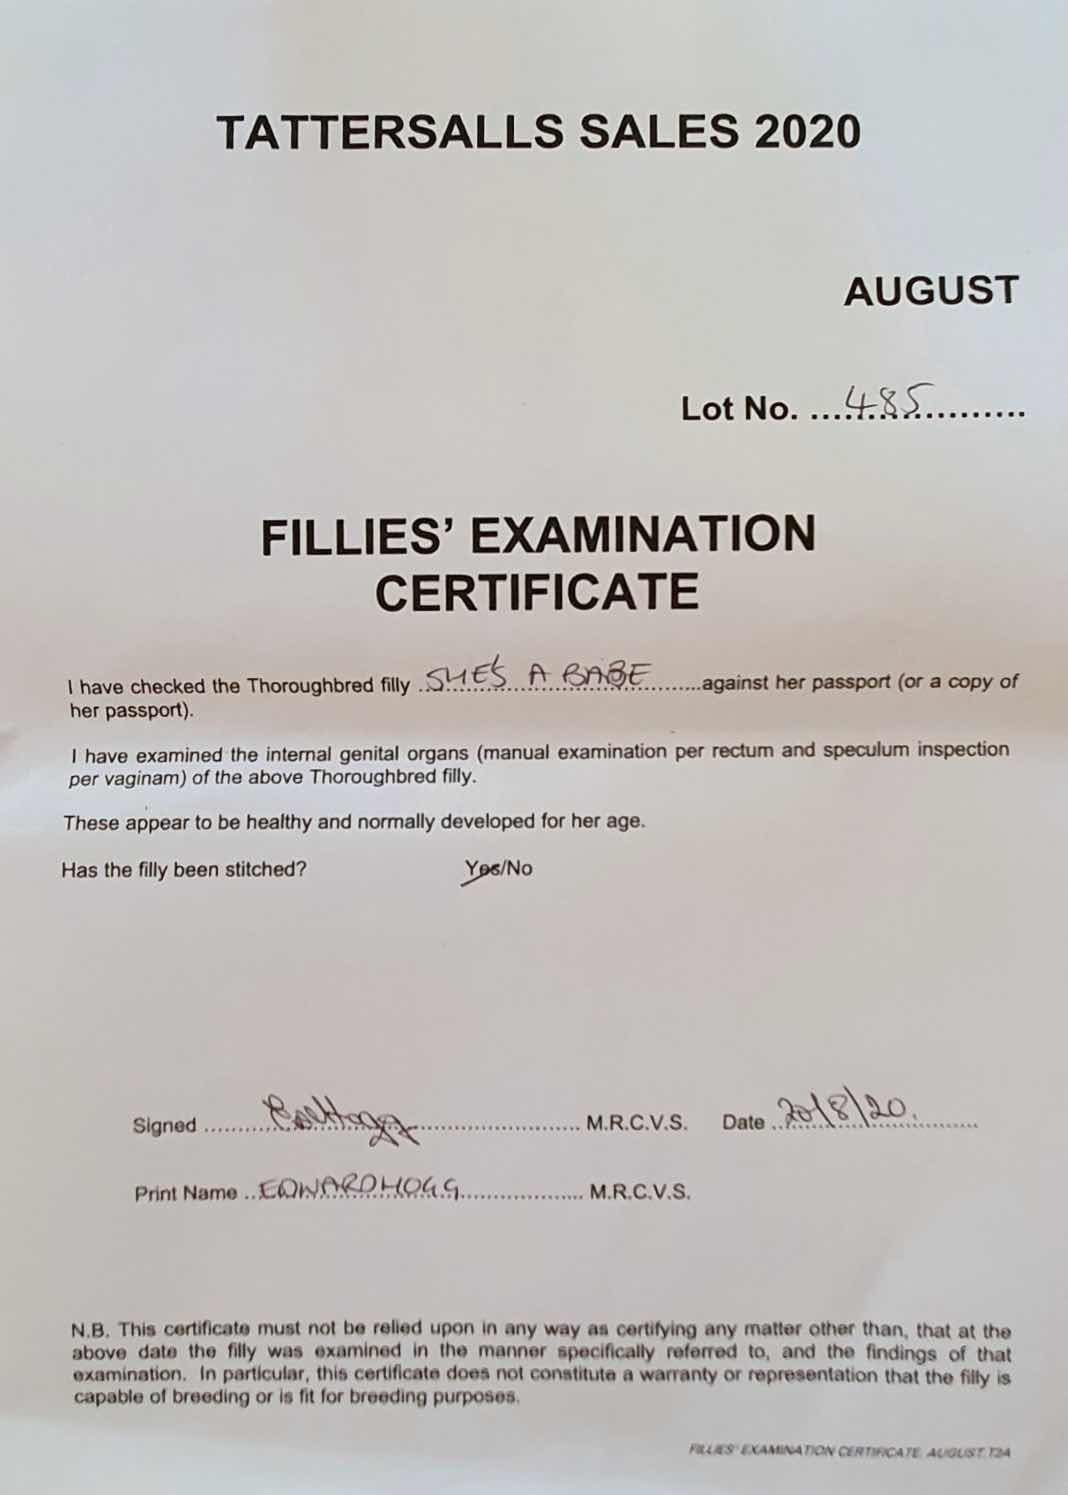 TATTERSALLS SALES 2020
AUGUST
Lot No. ....485....................
FILLIES' EXAMINATION
CERTIFICATE
I have checked the Thoroughbred filly ..SHE'S A BABE.........against her passport (or a copy of
her passport).
I have examined the internal genital organs (manual examination per rectum and speculum inspection
per vaginam) of the above Thoroughbred filly.
These appear to be healthy and normally developed for her age.
Has the filly been stitched? Yes/No
Signed ............................................................ M.R.C.V.S. Date ..20/8/20.................
Print Name ..EDWARD HOGG.................... M.R.C.V.S.
N.B. This certificate must not be relied upon in any way as certifying any matter other than, that at the
above date the filly was examined in the manner specifically referred to, and the findings of that
examination. In particular, this certificate does not constitute a warranty or representation that the filly is
capable of breeding or is fit for breeding purposes.
FILLIES' EXAMINATION CERTIFICATE, AUGUST.T2A